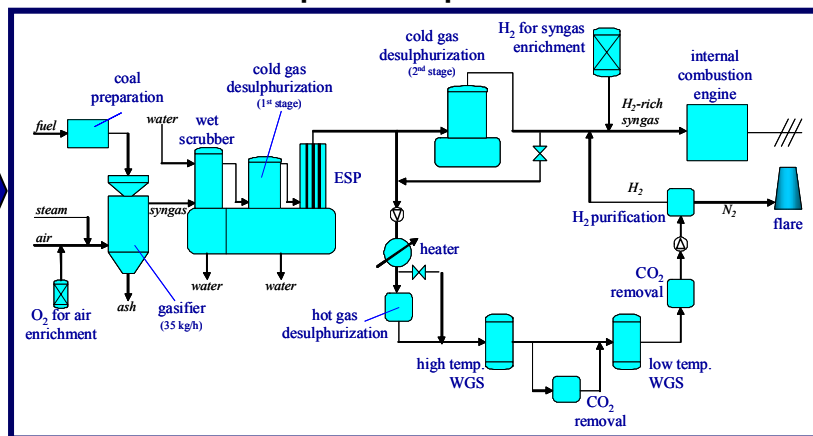 H2 for syngas
enrichment
cold gas
desulphurization
(2nd stage)
internal
combustion
engine
coal
preparation
cold gas
desulphurization
(1st stage)
H2-rich
syngas
fuel
water
wet
scrubber
ESP
steam
syngas
air
H2
N2
H2 purification
flare
heater
CO2
removal
water
water
ash
gasifier
(35 kg/h)
O2 for air
enrichment
hot gas
desulphurization
high temp.
WGS
low temp.
WGS
CO2
removal
V